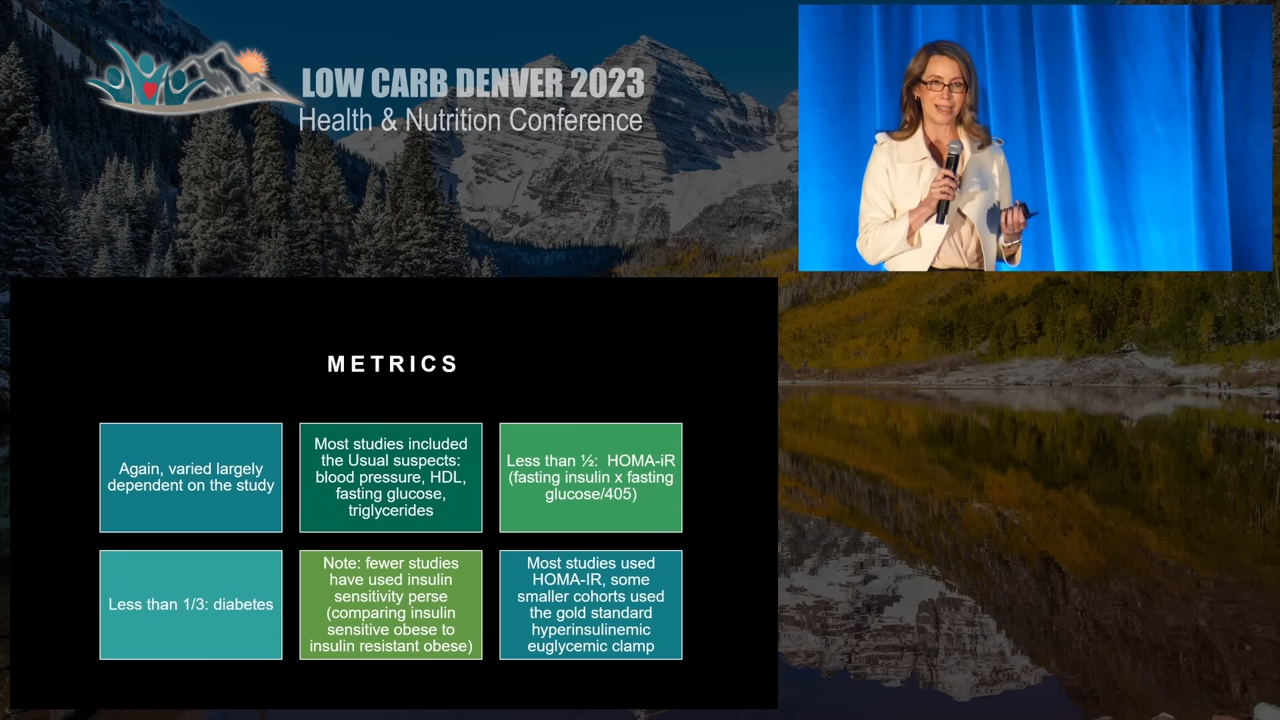 LOW CARB DENVER 2023
Health & Nutrition Conference
METRICS
Again, varied largely
dependent on the study
Most studies included
the Usual suspects:
blood pressure, HDL,
fasting glucose,
triglycerides
Less than ½:  HOMA-iR
(fasting insulin x fasting
glucose/405)
Less than 1/3: diabetes
Note: fewer studies
have used insulin
sensitivity perse
(comparing insulin
sensitive obese to
insulin resistant obese)
Most studies used
HOMA-IR, some
smaller cohorts used
the gold standard
hyperinsulinemic
euglycemic clamp